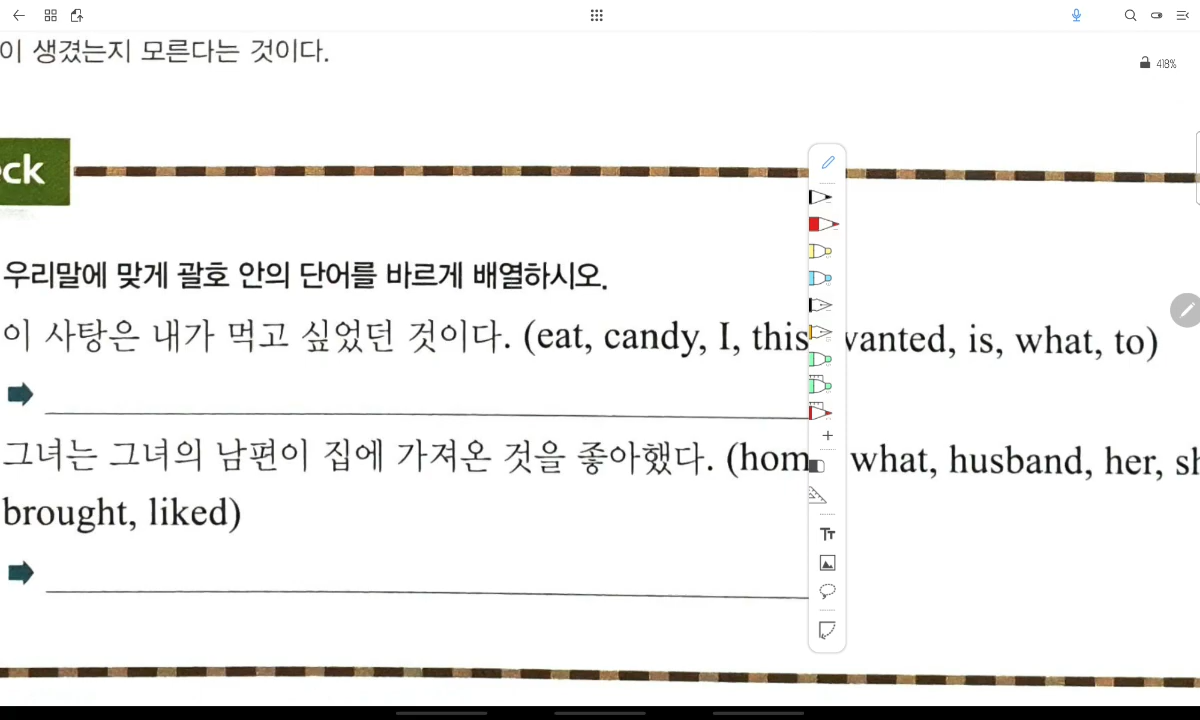 418%
이 생겼는지 모른다는 것이다.
ck
우리말에 맞게 괄호 안의 단어를 바르게 배열하시오.
이 사탕은 내가 먹고 싶었던 것이다. (eat, candy, I, this wanted, is, what, to)
그녀는 그녀의 남편이 집에 가져온 것을 좋아했다. (hom what, husband, her, sh
brought, liked)